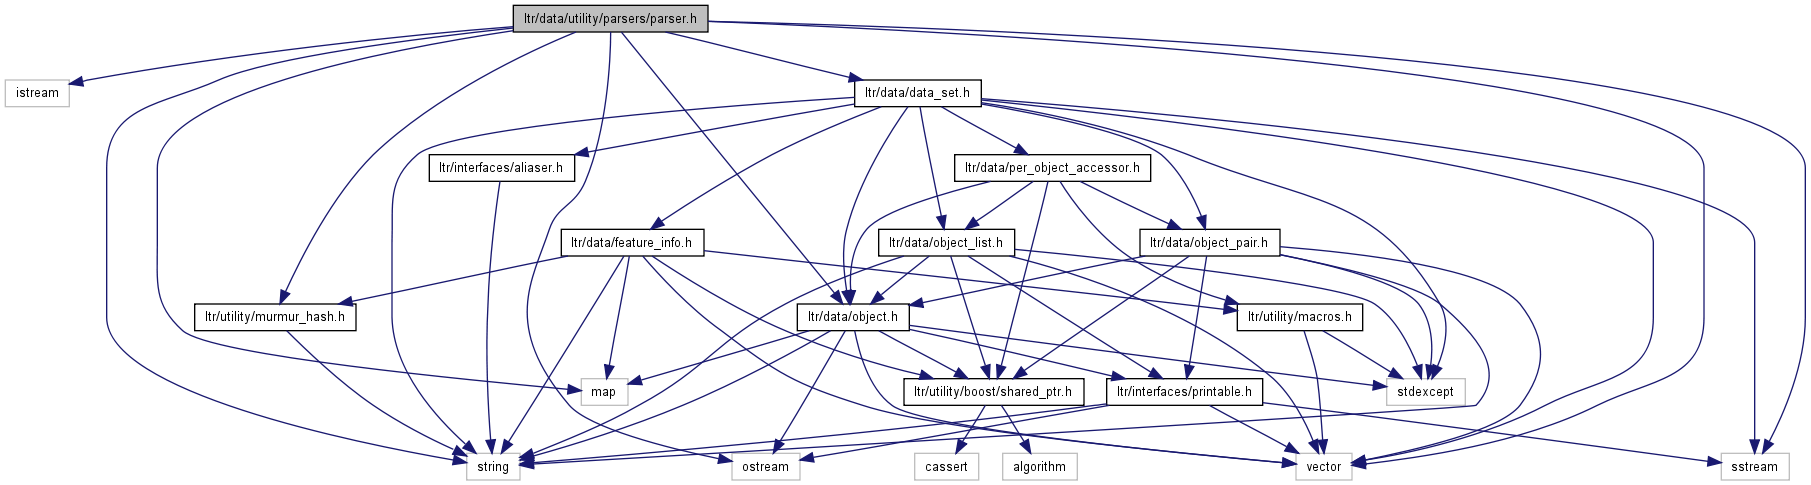 ltr/data/utility/parsers/parser.h
istream
ltr/data/data_set.h
ltr/interfaces/aliaser.h
ltr/data/per_object_accessor.h
ltr/data/feature_info.h
ltr/data/object_list.h
ltr/data/object_pair.h
ltr/utility/murmur_hash.h
ltr/data/object.h
ltr/utility/macros.h
map
ltr/utility/boost/shared_ptr.h
ltr/interfaces/printable.h
stdexcept
string
ostream
cassert
algorithm
vector
sstream